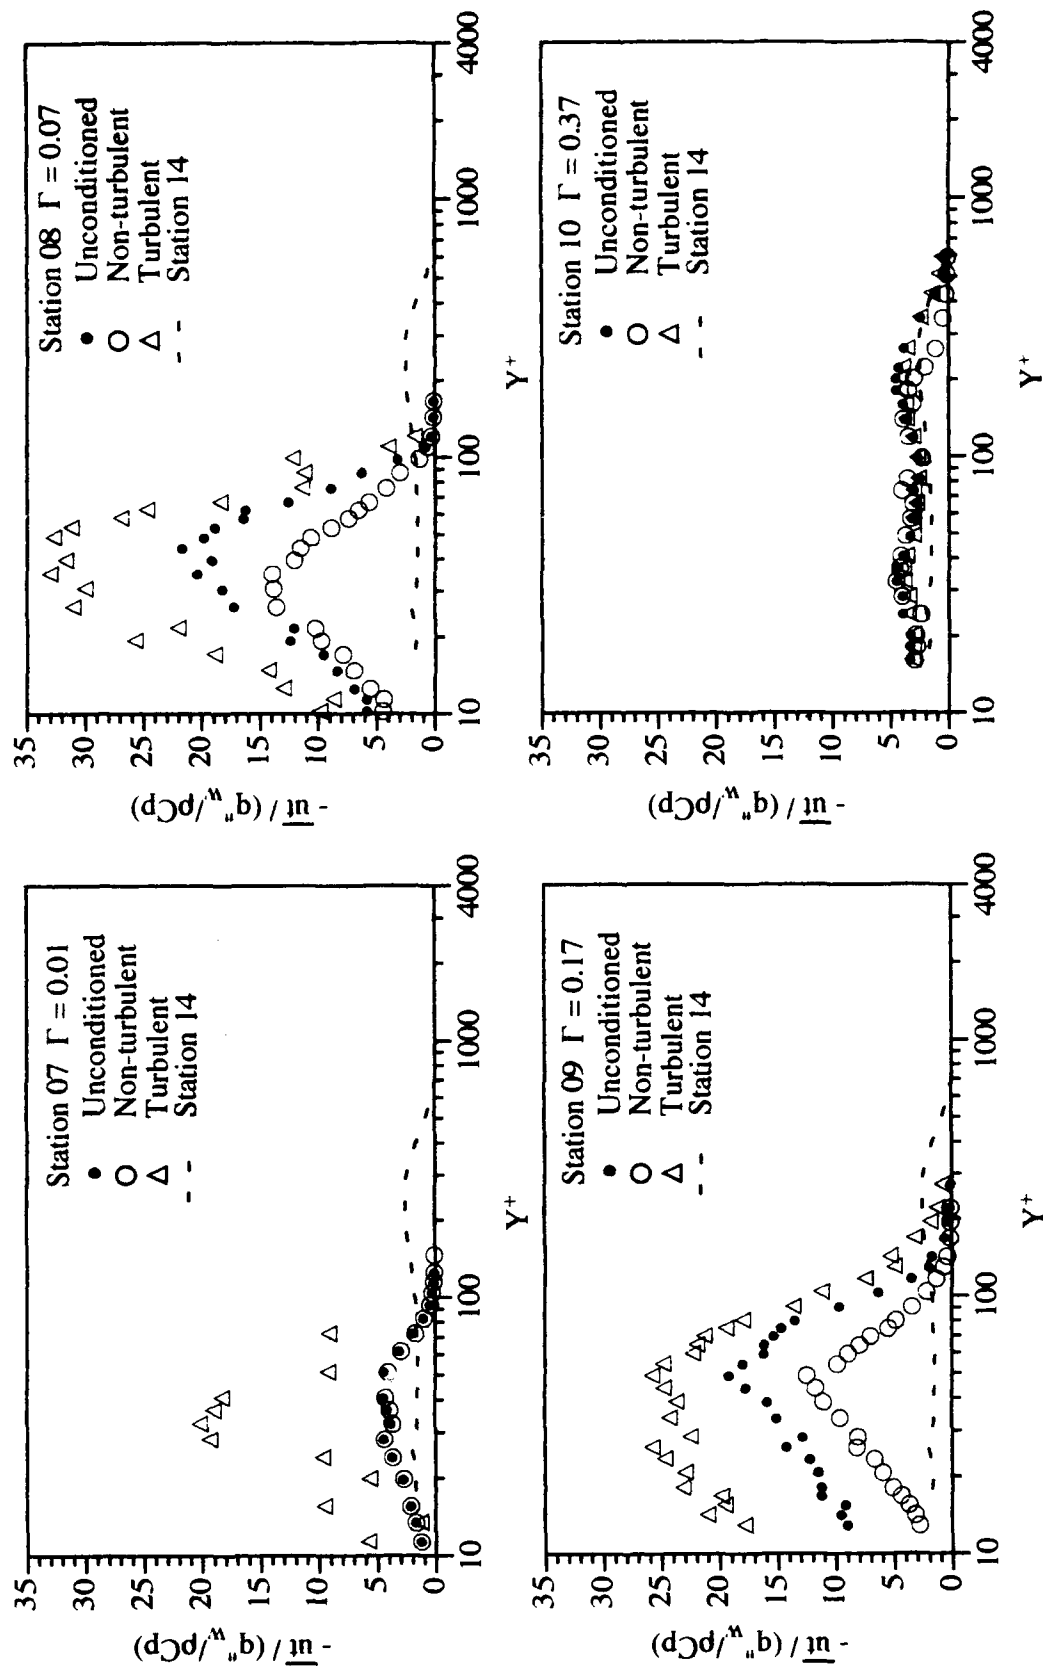 Station 07 Γ = 0.01
● Unconditioned
○ Non-turbulent
△ Turbulent
- - Station 14
35
30
25
20
15
10
5
0
10
100
1000
4000
Y⁺
- u̅t̅ / (q"w/ρCp)
Station 08 Γ = 0.07
● Unconditioned
○ Non-turbulent
△ Turbulent
- - Station 14
35
30
25
20
15
10
5
0
10
100
1000
4000
Y⁺
- u̅t̅ / (q"w/ρCp)
Station 09 Γ = 0.17
● Unconditioned
○ Non-turbulent
△ Turbulent
- - Station 14
35
30
25
20
15
10
5
0
10
100
1000
4000
Y⁺
- u̅t̅ / (q"w/ρCp)
Station 10 Γ = 0.37
● Unconditioned
○ Non-turbulent
△ Turbulent
- - Station 14
35
30
25
20
15
10
5
0
10
100
1000
4000
Y⁺
- u̅t̅ / (q"w/ρCp)